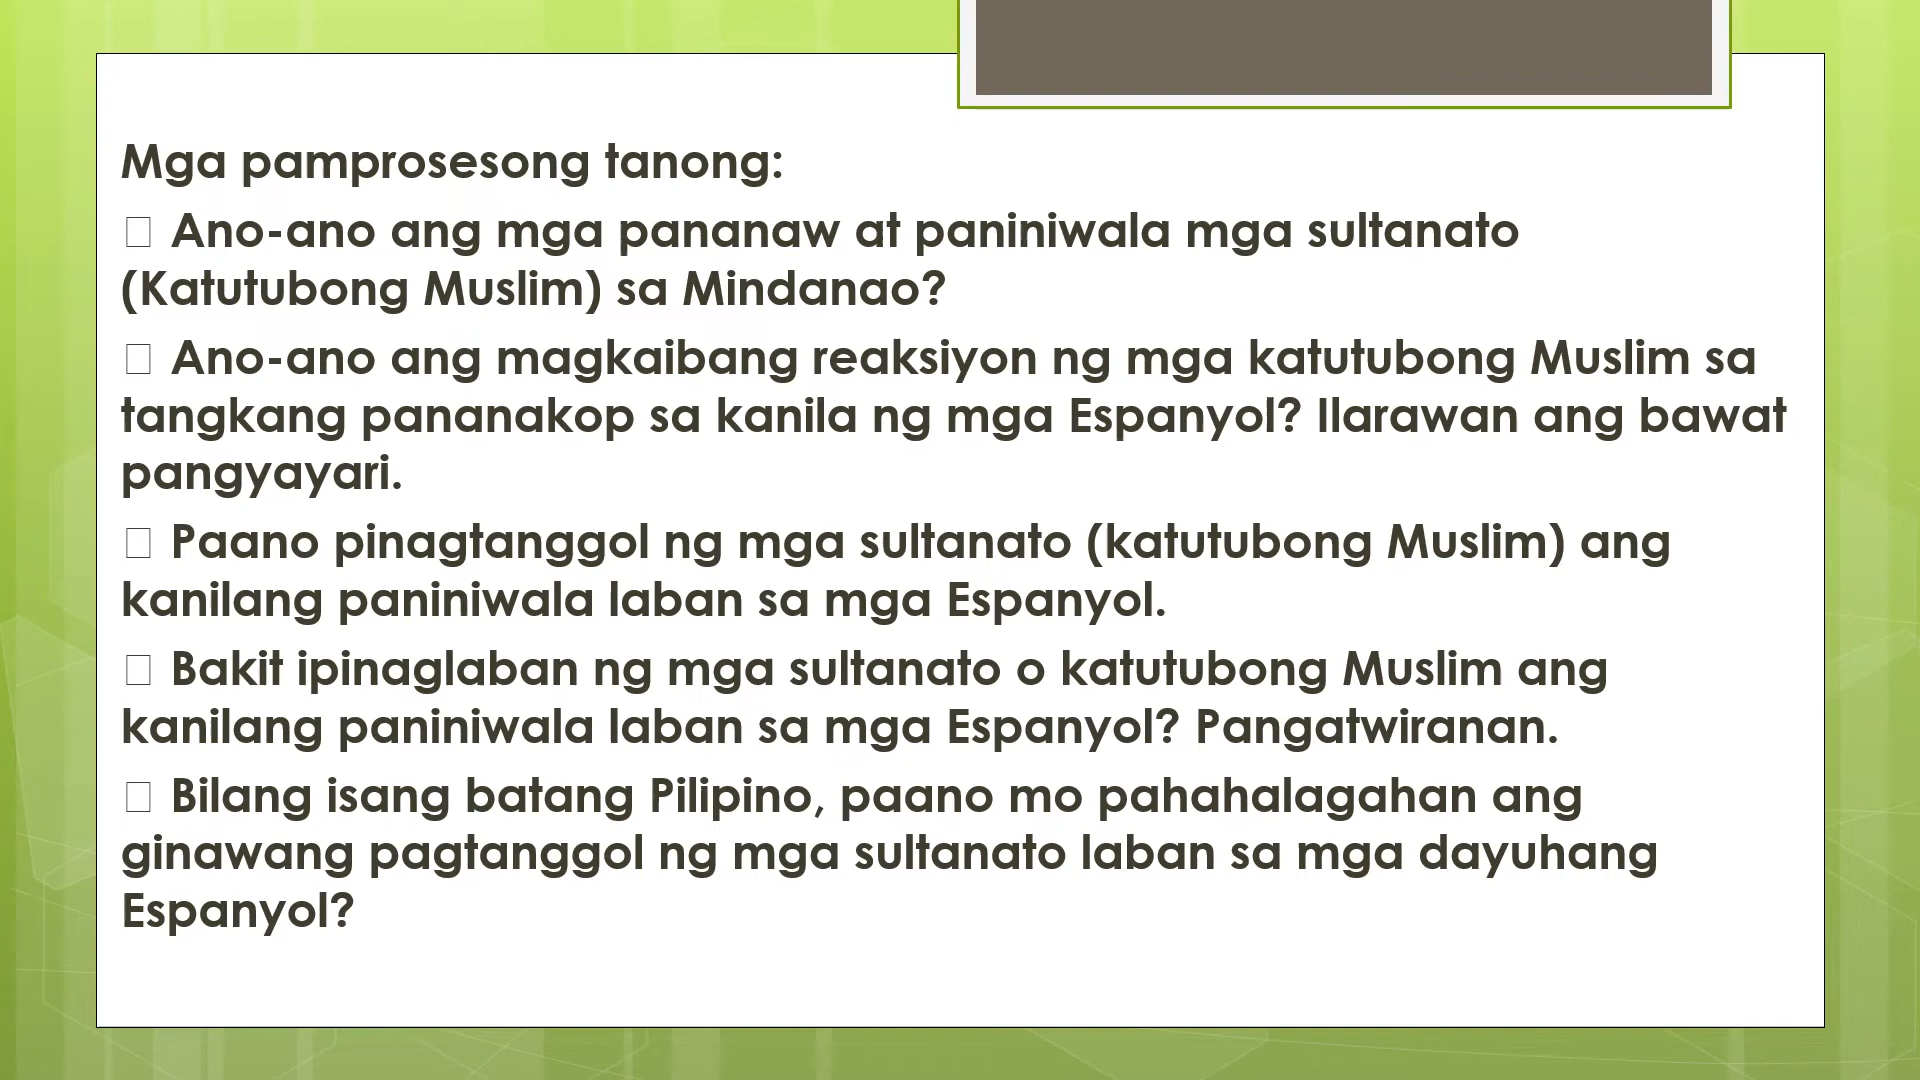 Mga pamprosesong tanong:
□ Ano-ano ang mga pananaw at paniniwala mga sultanato
(Katutubong Muslim) sa Mindanao?
□ Ano-ano ang magkaibang reaksiyon ng mga katutubong Muslim sa
tangkang pananakop sa kanila ng mga Espanyol? Ilarawan ang bawat
pangyayari.
□ Paano pinagtanggol ng mga sultanato (katutubong Muslim) ang
kanilang paniniwala laban sa mga Espanyol.
□ Bakit ipinaglaban ng mga sultanato o katutubong Muslim ang
kanilang paniniwala laban sa mga Espanyol? Pangatwiranan.
□ Bilang isang batang Pilipino, paano mo pahahalagahan ang
ginawang pagtanggol ng mga sultanato laban sa mga dayuhang
Espanyol?